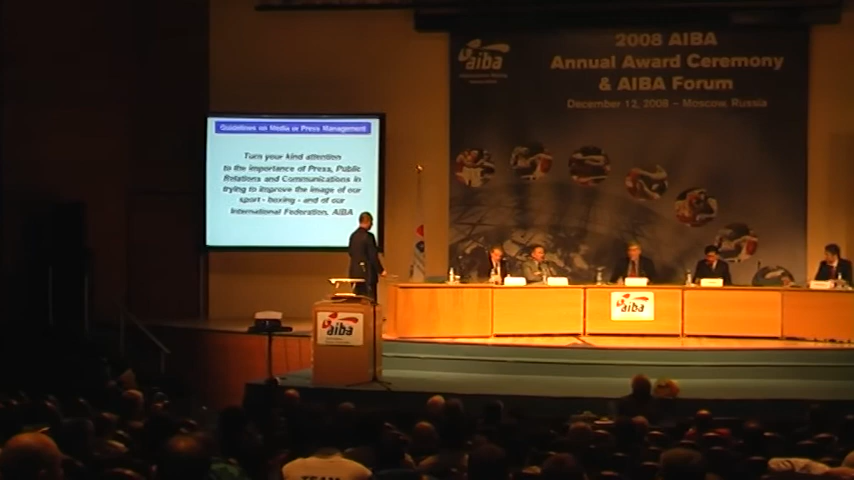 2008 AIBA
Annual Award Ceremony
& AIBA Forum
December 12, 2008 – Moscow, Russia
aiba
Guidelines on Media or Press Management
Turn your kind attention
to the importance of Press, Public
Relations and Communications in
trying to improve the image of our
sport - boxing - and of our
International Federation, AIBA
aiba
aiba
TEAM